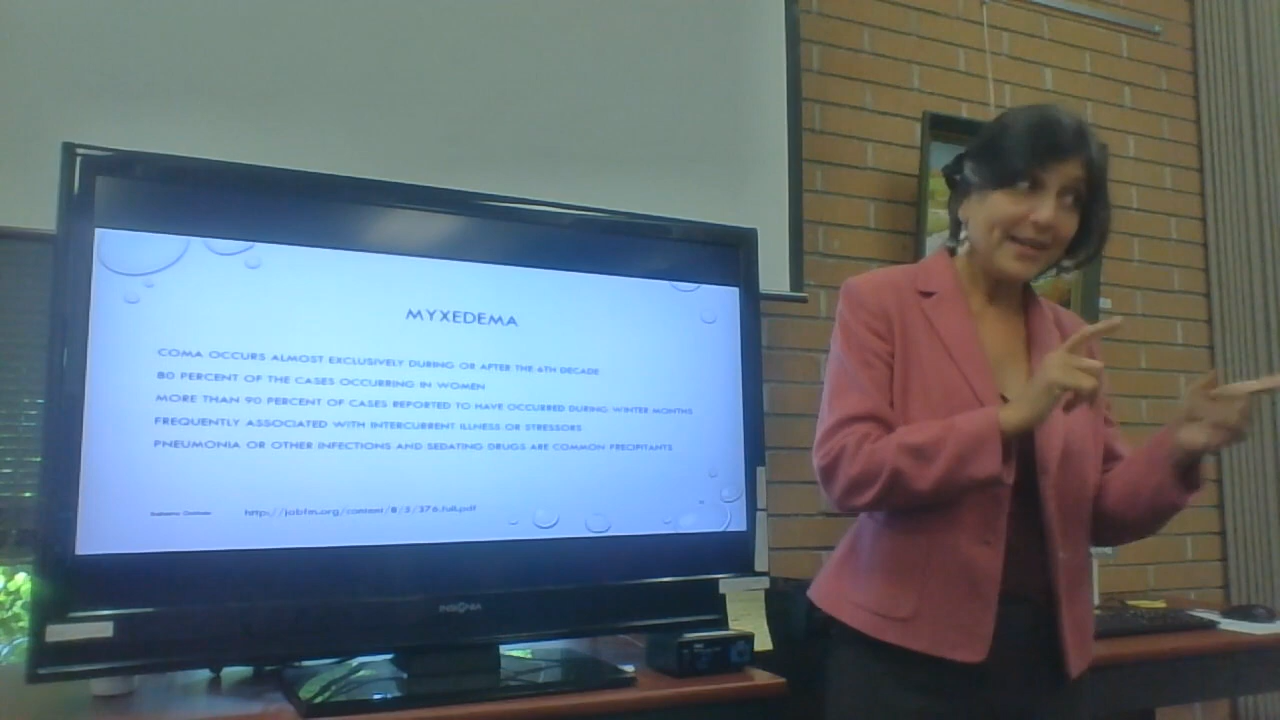 MYXEDEMA
COMA OCCURS ALMOST EXCLUSIVELY DURING OR AFTER THE 6TH DECADE
80 PERCENT OF THE CASES OCCURRING IN WOMEN
MORE THAN 90 PERCENT OF CASES REPORTED TO HAVE OCCURRED DURING WINTER MONTHS
FREQUENTLY ASSOCIATED WITH INTERCURRENT ILLNESS OR STRESSORS
PNEUMONIA OR OTHER INFECTIONS AND SEDATING DRUGS ARE COMMON PRECIPITANTS
http://jabfm.org/content/8/5/376.full.pdf
INSIGNIA